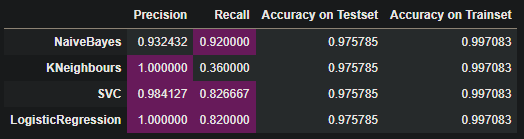 Precision Recall Accuracy on Testset Accuracy on Trainset
NaiveBayes 0.932432 0.920000 0.975785 0.997083
KNeighbours 1.000000 0.360000 0.975785 0.997083
SVC 0.984127 0.826667 0.975785 0.997083
LogisticRegression 1.000000 0.820000 0.975785 0.997083